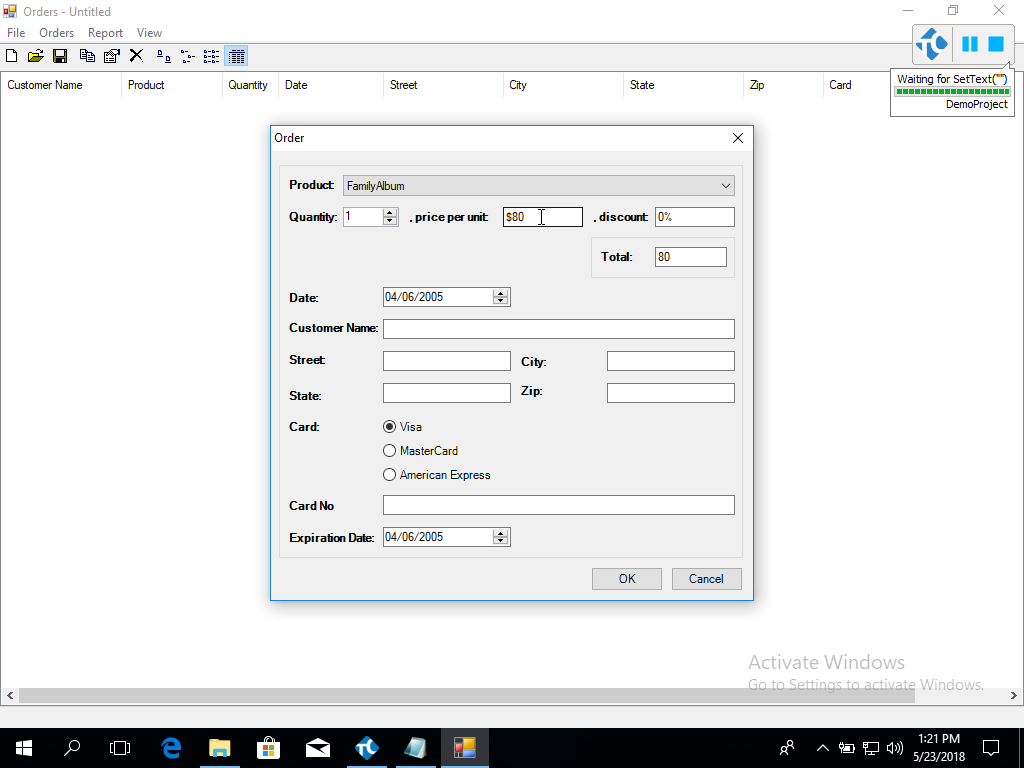 Orders - Untitled
File Orders Report View
Waiting for SetText("")
DemoProject
Customer Name Product Quantity Date Street City State Zip Card
Order
Product: FamilyAlbum
Quantity: 1 , price per unit: $80 , discount: 0%
Total: 80
Date: 04/06/2005
Customer Name:
Street: City:
State: Zip:
Card: Visa
MasterCard
American Express
Card No
Expiration Date: 04/06/2005
OK Cancel
Activate Windows
Go to Settings to activate Windows.
1:21 PM
5/23/2018